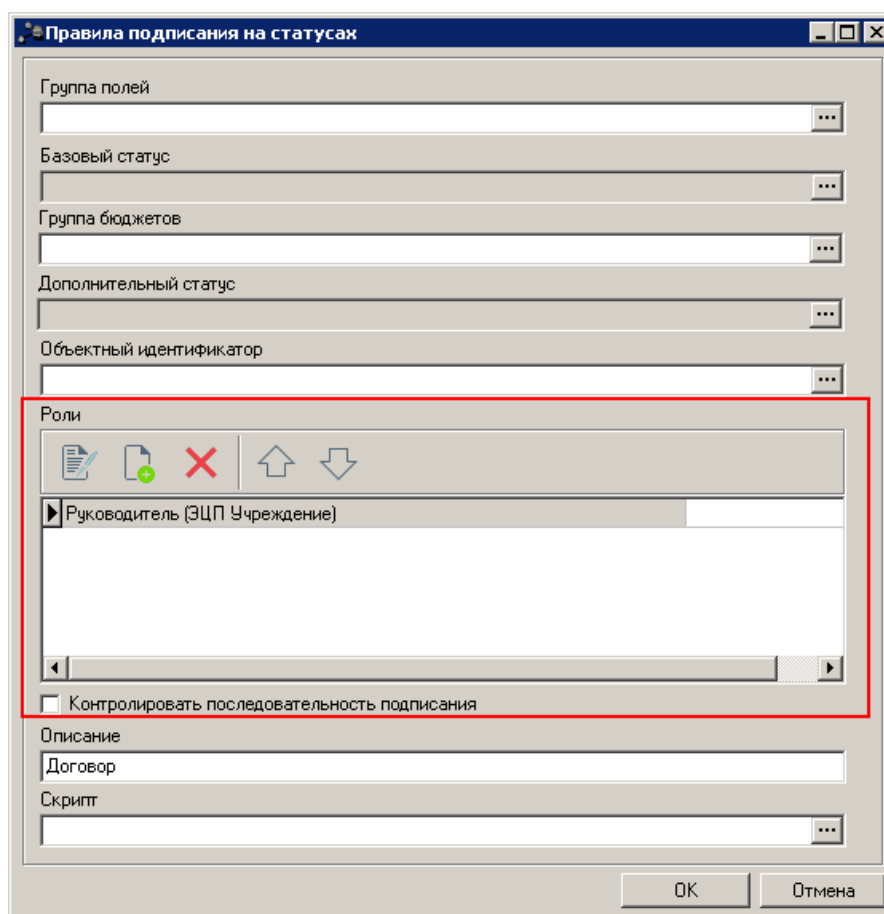 Правила подписания на статусах
Группа полей
Базовый статус
Группа бюджетов
Дополнительный статус
Объектный идентификатор
Роли
Руководитель (ЭЦП Учреждение)
Контролировать последовательность подписания
Описание
Договор
Скрипт
ОК
Отмена